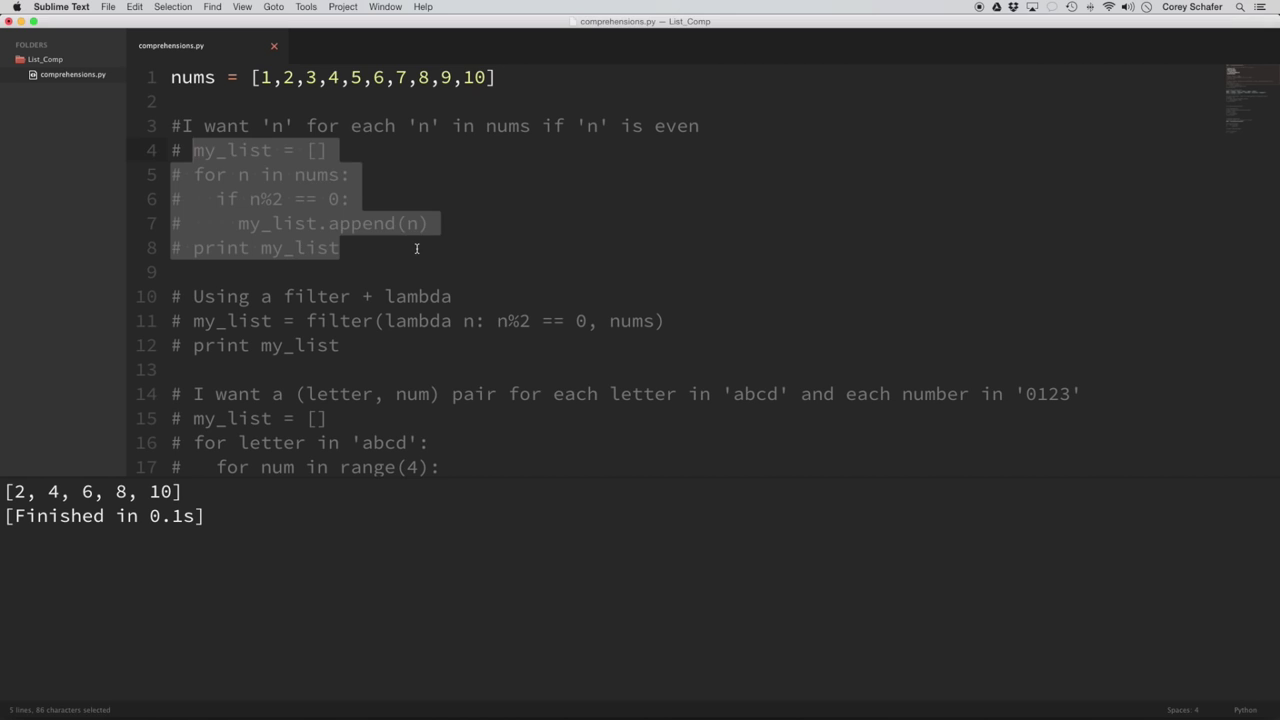 Sublime Text File Edit Selection Find View Goto Tools Project Window Help Corey Schafer
comprehensions.py — List_Comp
FOLDERS
List_Comp
comprehensions.py
comprehensions.py
1 nums = [1,2,3,4,5,6,7,8,9,10]
2
3 #I want 'n' for each 'n' in nums if 'n' is even
4 # my_list = []
5 # for n in nums:
6 #   if n%2 == 0:
7 #     my_list.append(n)
8 # print my_list
9
10 # Using a filter + lambda
11 # my_list = filter(lambda n: n%2 == 0, nums)
12 # print my_list
13
14 # I want a (letter, num) pair for each letter in 'abcd' and each number in '0123'
15 # my_list = []
16 # for letter in 'abcd':
17 #   for num in range(4):
[2, 4, 6, 8, 10]
[Finished in 0.1s]
5 lines, 86 characters selected Spaces: 4 Python